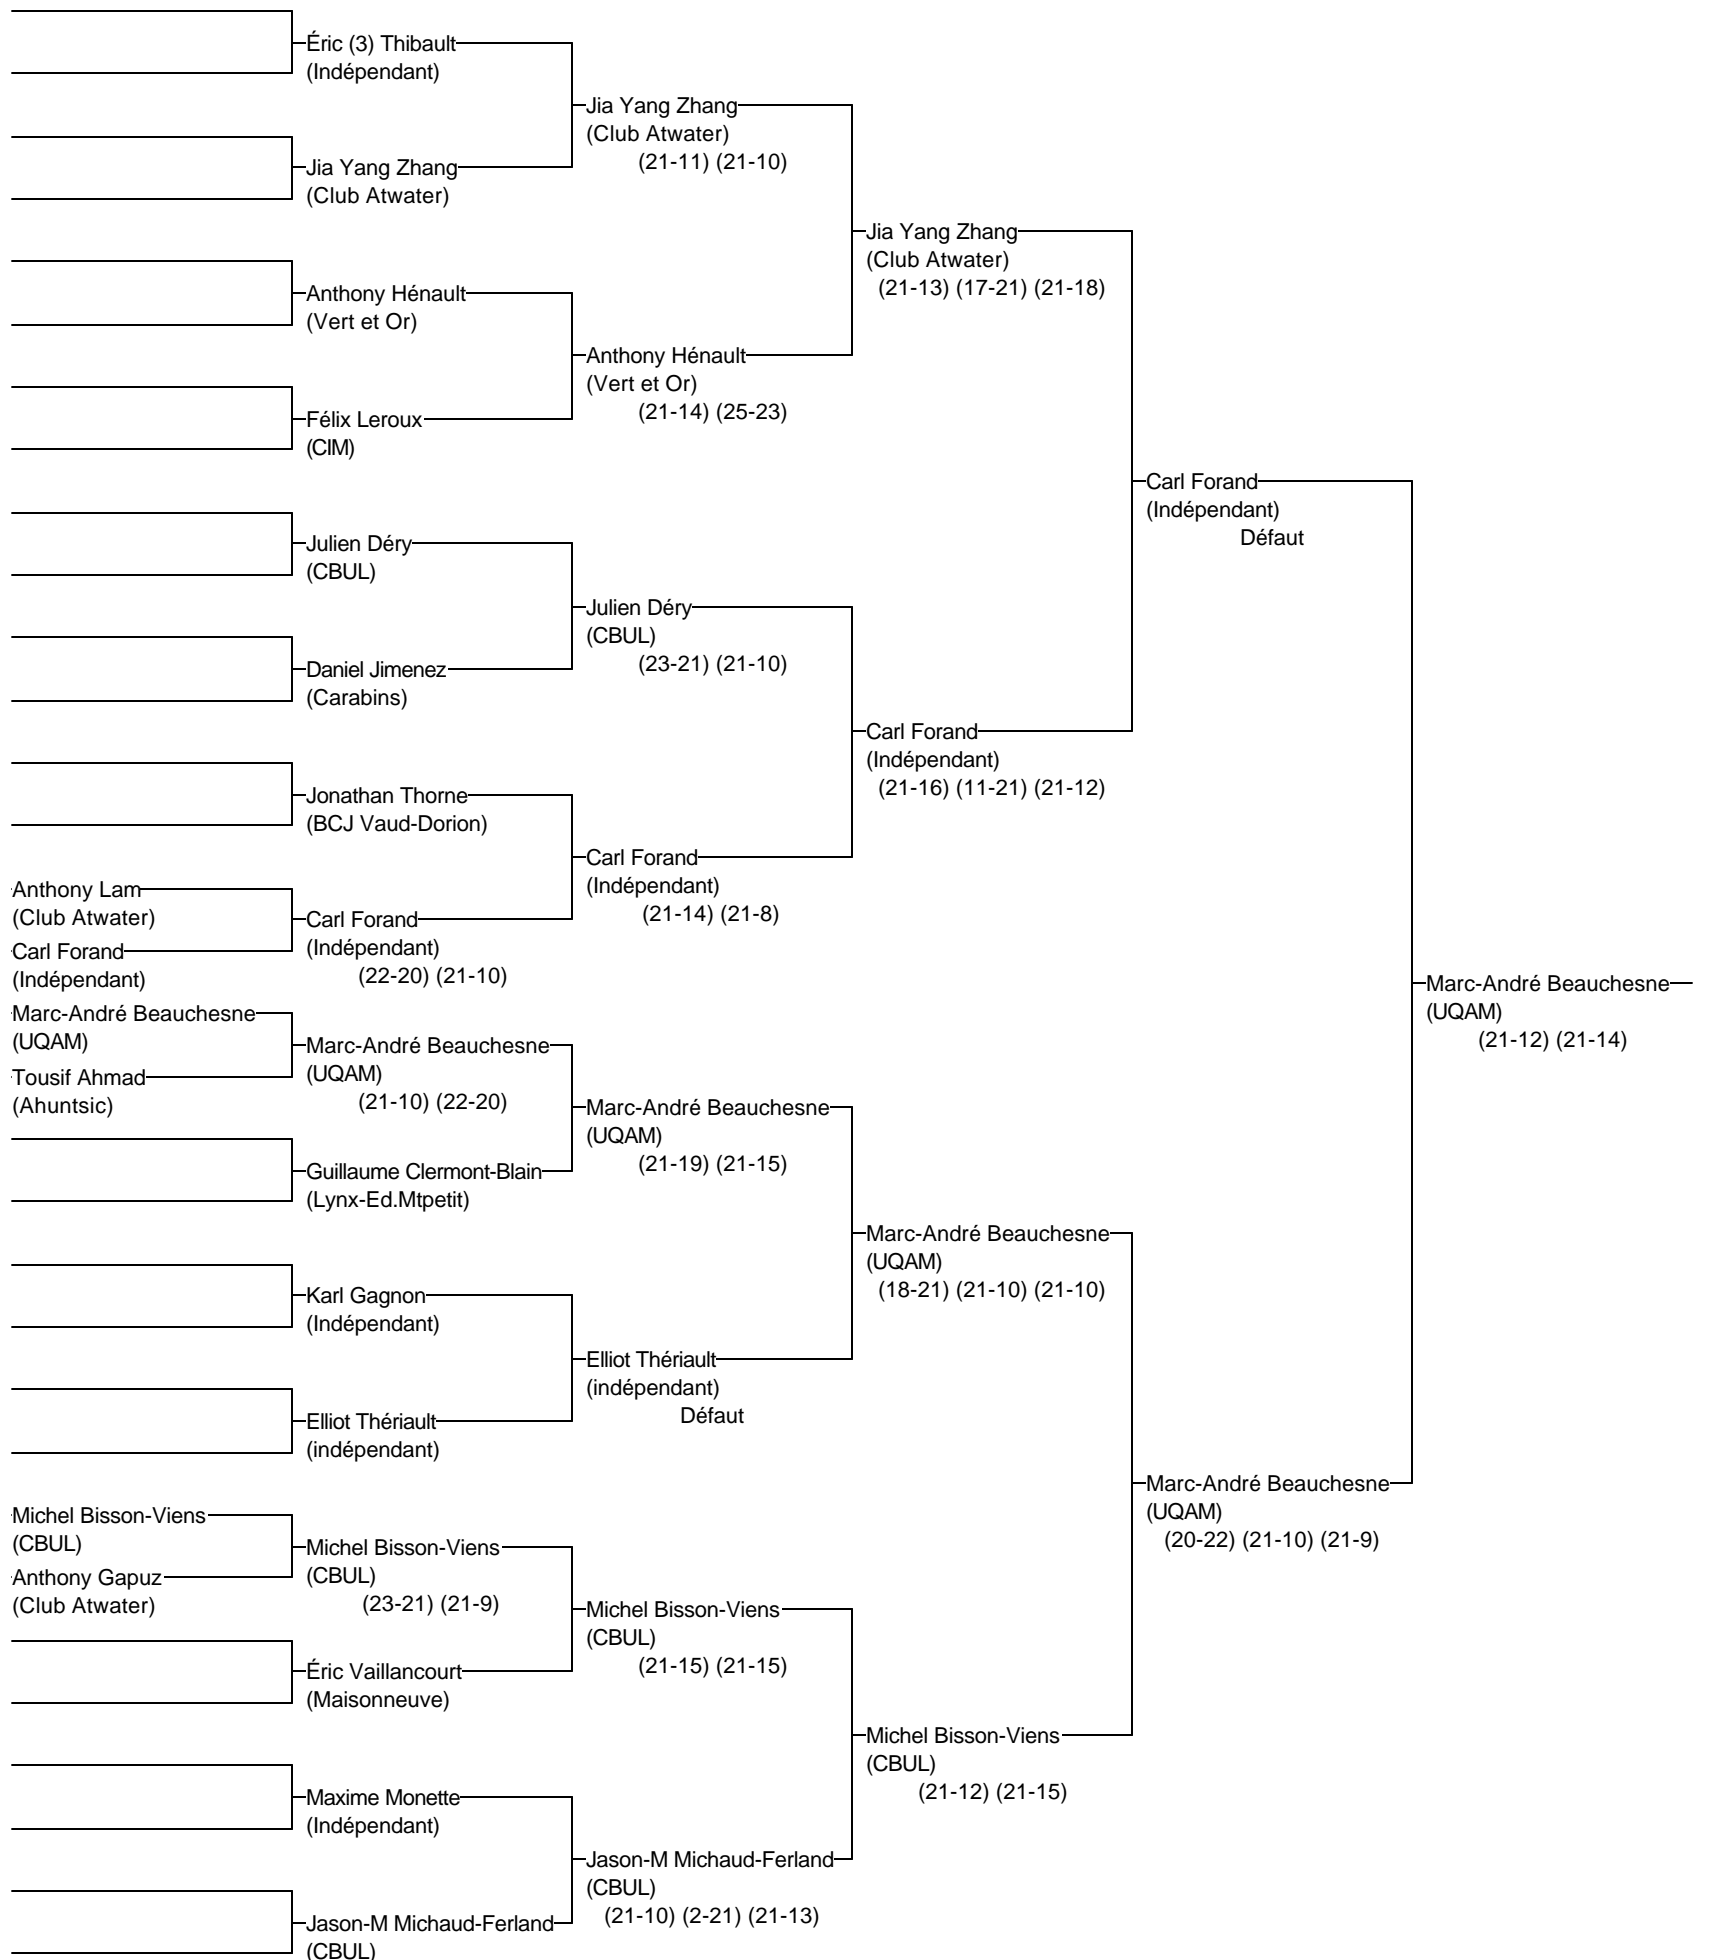 Éric (3) Thibault
(Indépendant)
Jia Yang Zhang
(Club Atwater)
(21-11) (21-10)
Jia Yang Zhang
(Club Atwater)
Jia Yang Zhang
(Club Atwater)
(21-13) (17-21) (21-18)
Anthony Hénault
(Vert et Or)
Anthony Hénault
(Vert et Or)
(21-14) (25-23)
Félix Leroux
(CIM)
Carl Forand
(Indépendant)
Défaut
Julien Déry
(CBUL)
Julien Déry
(CBUL)
(23-21) (21-10)
Daniel Jimenez
(Carabins)
Carl Forand
(Indépendant)
(21-16) (11-21) (21-12)
Jonathan Thorne
(BCJ Vaud-Dorion)
Carl Forand
(Indépendant)
(21-14) (21-8)
Anthony Lam
(Club Atwater)
Carl Forand
(Indépendant)
(22-20) (21-10)
Carl Forand
(Indépendant)
Marc-André Beauchesne
(UQAM)
(21-12) (21-14)
Marc-André Beauchesne
(UQAM)
Marc-André Beauchesne
(UQAM)
(21-10) (22-20)
Tousif Ahmad
(Ahuntsic)
Marc-André Beauchesne
(UQAM)
(21-19) (21-15)
Guillaume Clermont-Blain
(Lynx-Ed.Mtpetit)
Marc-André Beauchesne
(UQAM)
(18-21) (21-10) (21-10)
Karl Gagnon
(Indépendant)
Elliot Thériault
(indépendant)
Défaut
Elliot Thériault
(indépendant)
Marc-André Beauchesne
(UQAM)
(20-22) (21-10) (21-9)
Michel Bisson-Viens
(CBUL)
Michel Bisson-Viens
(CBUL)
(23-21) (21-9)
Anthony Gapuz
(Club Atwater)
Michel Bisson-Viens
(CBUL)
(21-15) (21-15)
Éric Vaillancourt
(Maisonneuve)
Michel Bisson-Viens
(CBUL)
(21-12) (21-15)
Maxime Monette
(Indépendant)
Jason-M Michaud-Ferland
(CBUL)
(21-10) (2-21) (21-13)
Jason-M Michaud-Ferland
(CBUL)